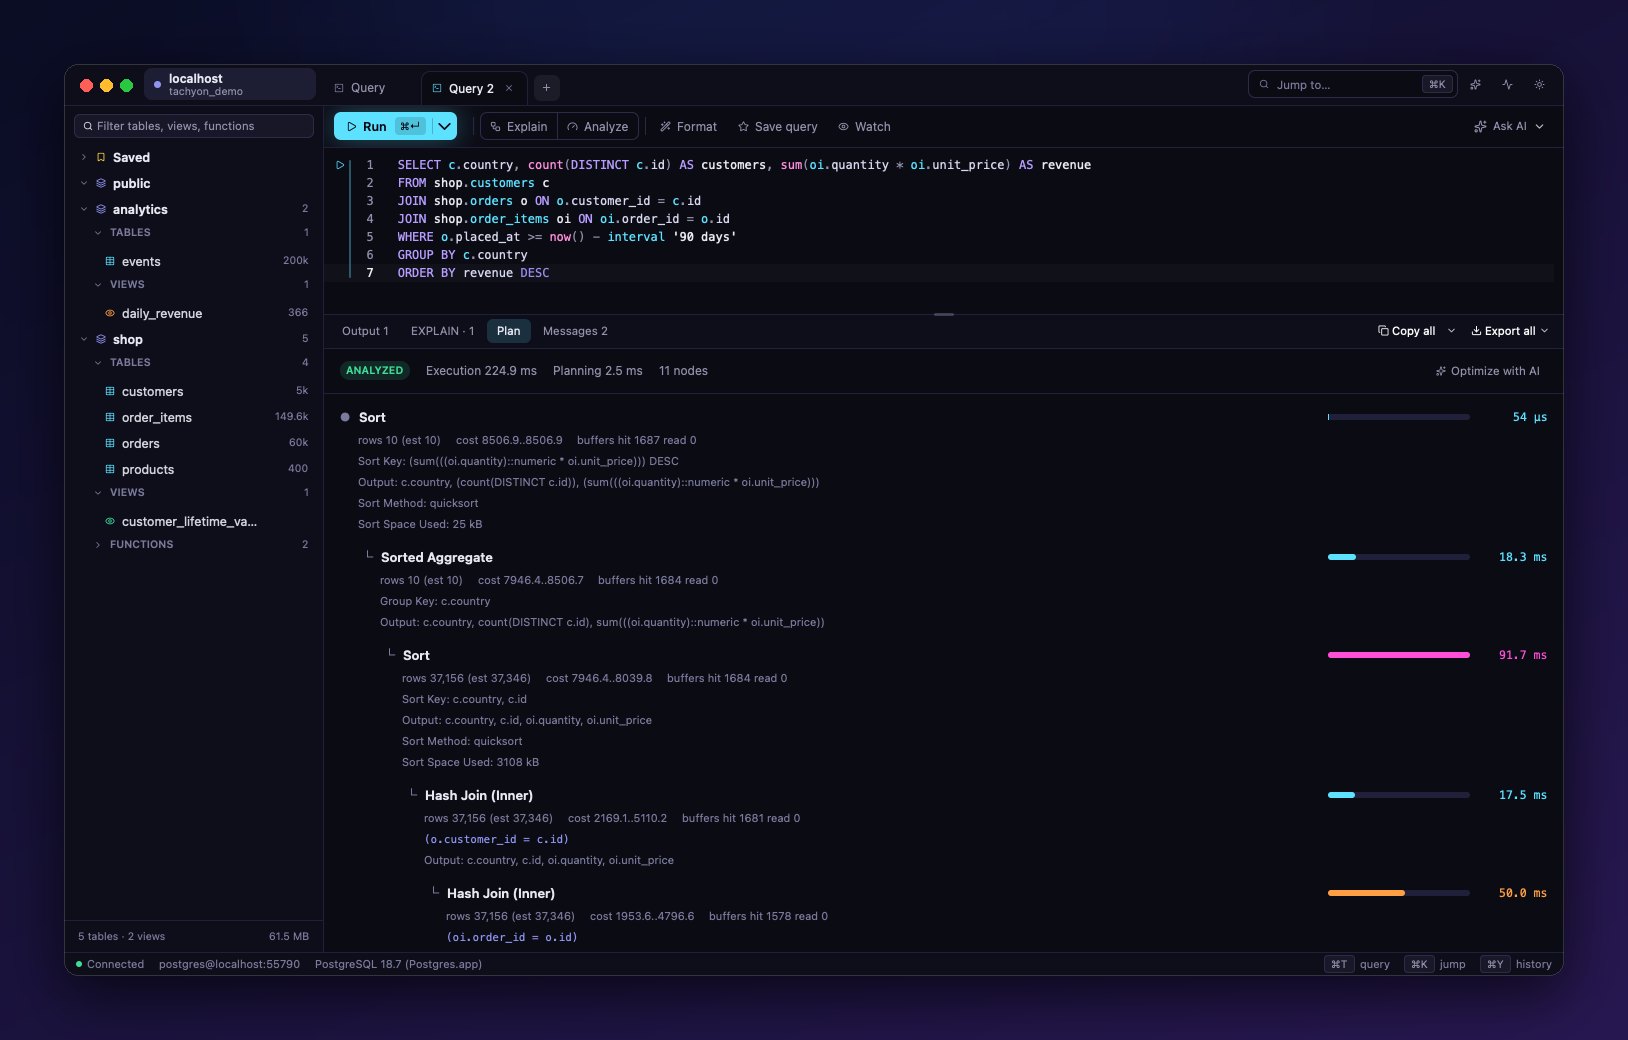 localhost
tachyon_demo
Query
Query 2
Jump to...
⌘K
Filter tables, views, functions
Run ⌘↵
Explain
Analyze
Format
Save query
Watch
Ask AI
Saved
public
analytics 2
TABLES 1
events 200k
VIEWS 1
daily_revenue 366
shop 5
TABLES 4
customers 5k
order_items 149.6k
orders 60k
products 400
VIEWS 1
customer_lifetime_va...
FUNCTIONS 2
5 tables · 2 views 61.5 MB
1 SELECT c.country, count(DISTINCT c.id) AS customers, sum(oi.quantity * oi.unit_price) AS revenue
2 FROM shop.customers c
3 JOIN shop.orders o ON o.customer_id = c.id
4 JOIN shop.order_items oi ON oi.order_id = o.id
5 WHERE o.placed_at >= now() - interval '90 days'
6 GROUP BY c.country
7 ORDER BY revenue DESC
Output 1
EXPLAIN · 1
Plan
Messages 2
Copy all
Export all
ANALYZED Execution 224.9 ms Planning 2.5 ms 11 nodes
Optimize with AI
Sort 54 µs
rows 10 (est 10) cost 8506.9..8506.9 buffers hit 1687 read 0
Sort Key: (sum(((oi.quantity)::numeric * oi.unit_price))) DESC
Output: c.country, (count(DISTINCT c.id)), (sum(((oi.quantity)::numeric * oi.unit_price)))
Sort Method: quicksort
Sort Space Used: 25 kB
Sorted Aggregate 18.3 ms
rows 10 (est 10) cost 7946.4..8506.7 buffers hit 1684 read 0
Group Key: c.country
Output: c.country, count(DISTINCT c.id), sum(((oi.quantity)::numeric * oi.unit_price))
Sort 91.7 ms
rows 37,156 (est 37,346) cost 7946.4..8039.8 buffers hit 1684 read 0
Sort Key: c.country, c.id
Output: c.country, c.id, oi.quantity, oi.unit_price
Sort Method: quicksort
Sort Space Used: 3108 kB
Hash Join (Inner) 17.5 ms
rows 37,156 (est 37,346) cost 2169.1..5110.2 buffers hit 1681 read 0
(o.customer_id = c.id)
Output: c.country, c.id, oi.quantity, oi.unit_price
Hash Join (Inner) 50.0 ms
rows 37,156 (est 37,346) cost 1953.6..4796.6 buffers hit 1578 read 0
(oi.order_id = o.id)
Connected postgres@localhost:55790 PostgreSQL 18.7 (Postgres.app)
⌘T query ⌘K jump ⌘Y history